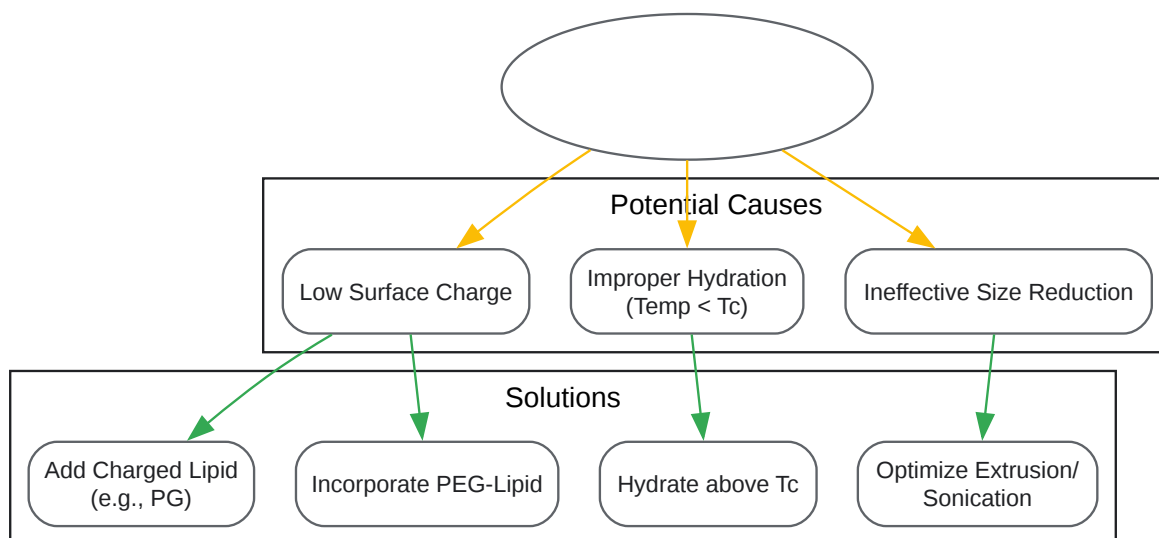 Potential Causes
Low Surface Charge
Improper Hydration
(Temp < Tc)
Ineffective Size Reduction
Solutions
Add Charged Lipid
(e.g., PG)
Incorporate PEG-Lipid
Hydrate above Tc
Optimize Extrusion/
Sonication